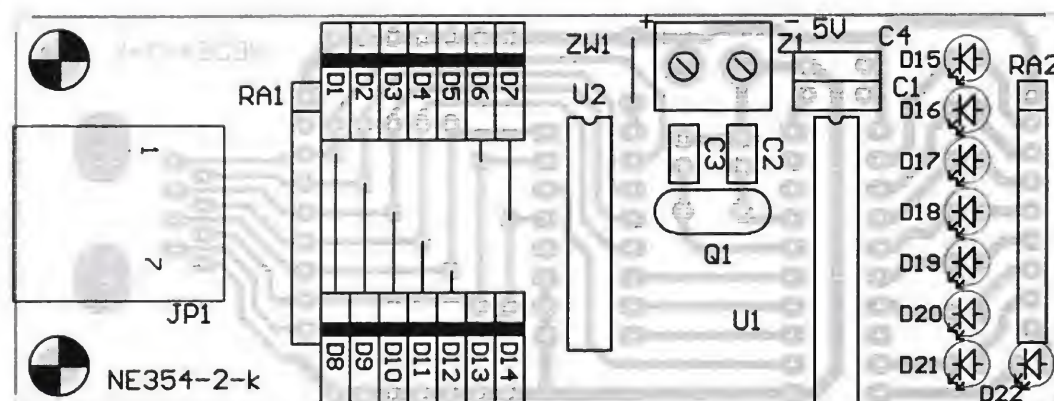 +
- 5V
ZW1
Z1
C4
D15
RA2
RA1
D1
D2
D3
D4
D5
D6
D7
U2
C1
D16
1
C3
C2
D17
D18
7
Q1
D19
JP1
U1
D20
D8
D9
D10
D11
D12
D13
D14
D21
NE354-2-k
D22